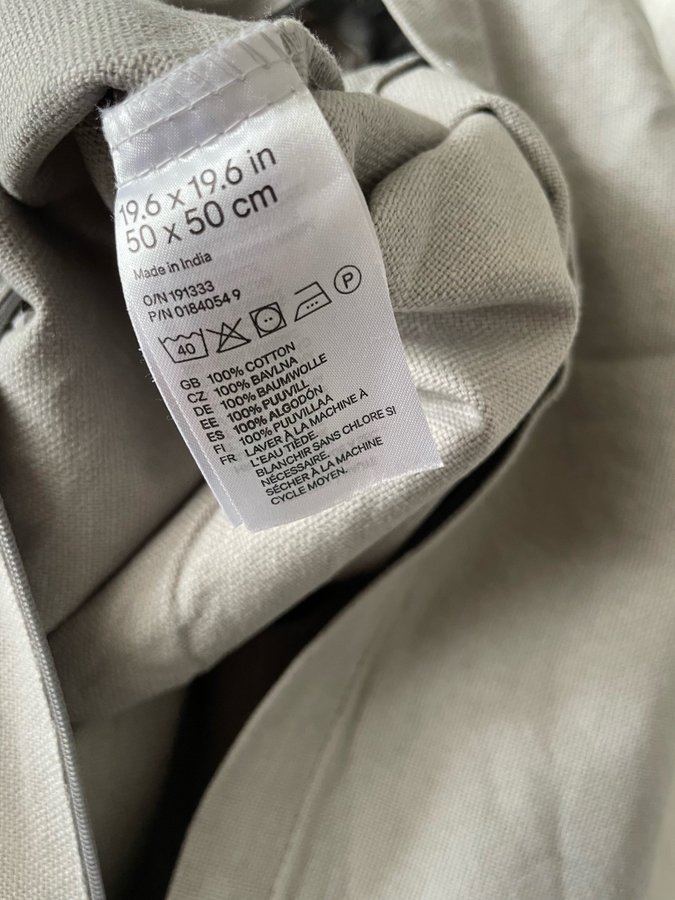 19.6 x 19.6 in
50 x 50 cm
Made in India
O/N 191333
P/N 0184054 9
40 P
GB 100% COTTON
CZ 100% BAVLNA
DE 100% BAUMWOLLE
EE 100% PUUVILL
ES 100% ALGODÓN
FI 100% PUUVILLAA
FR LAVER À LA MACHINE À
L'EAU TIÈDE.
BLANCHIR SANS CHLORE SI
NÉCESSAIRE.
SÉCHER À LA MACHINE
CYCLE MOYEN.